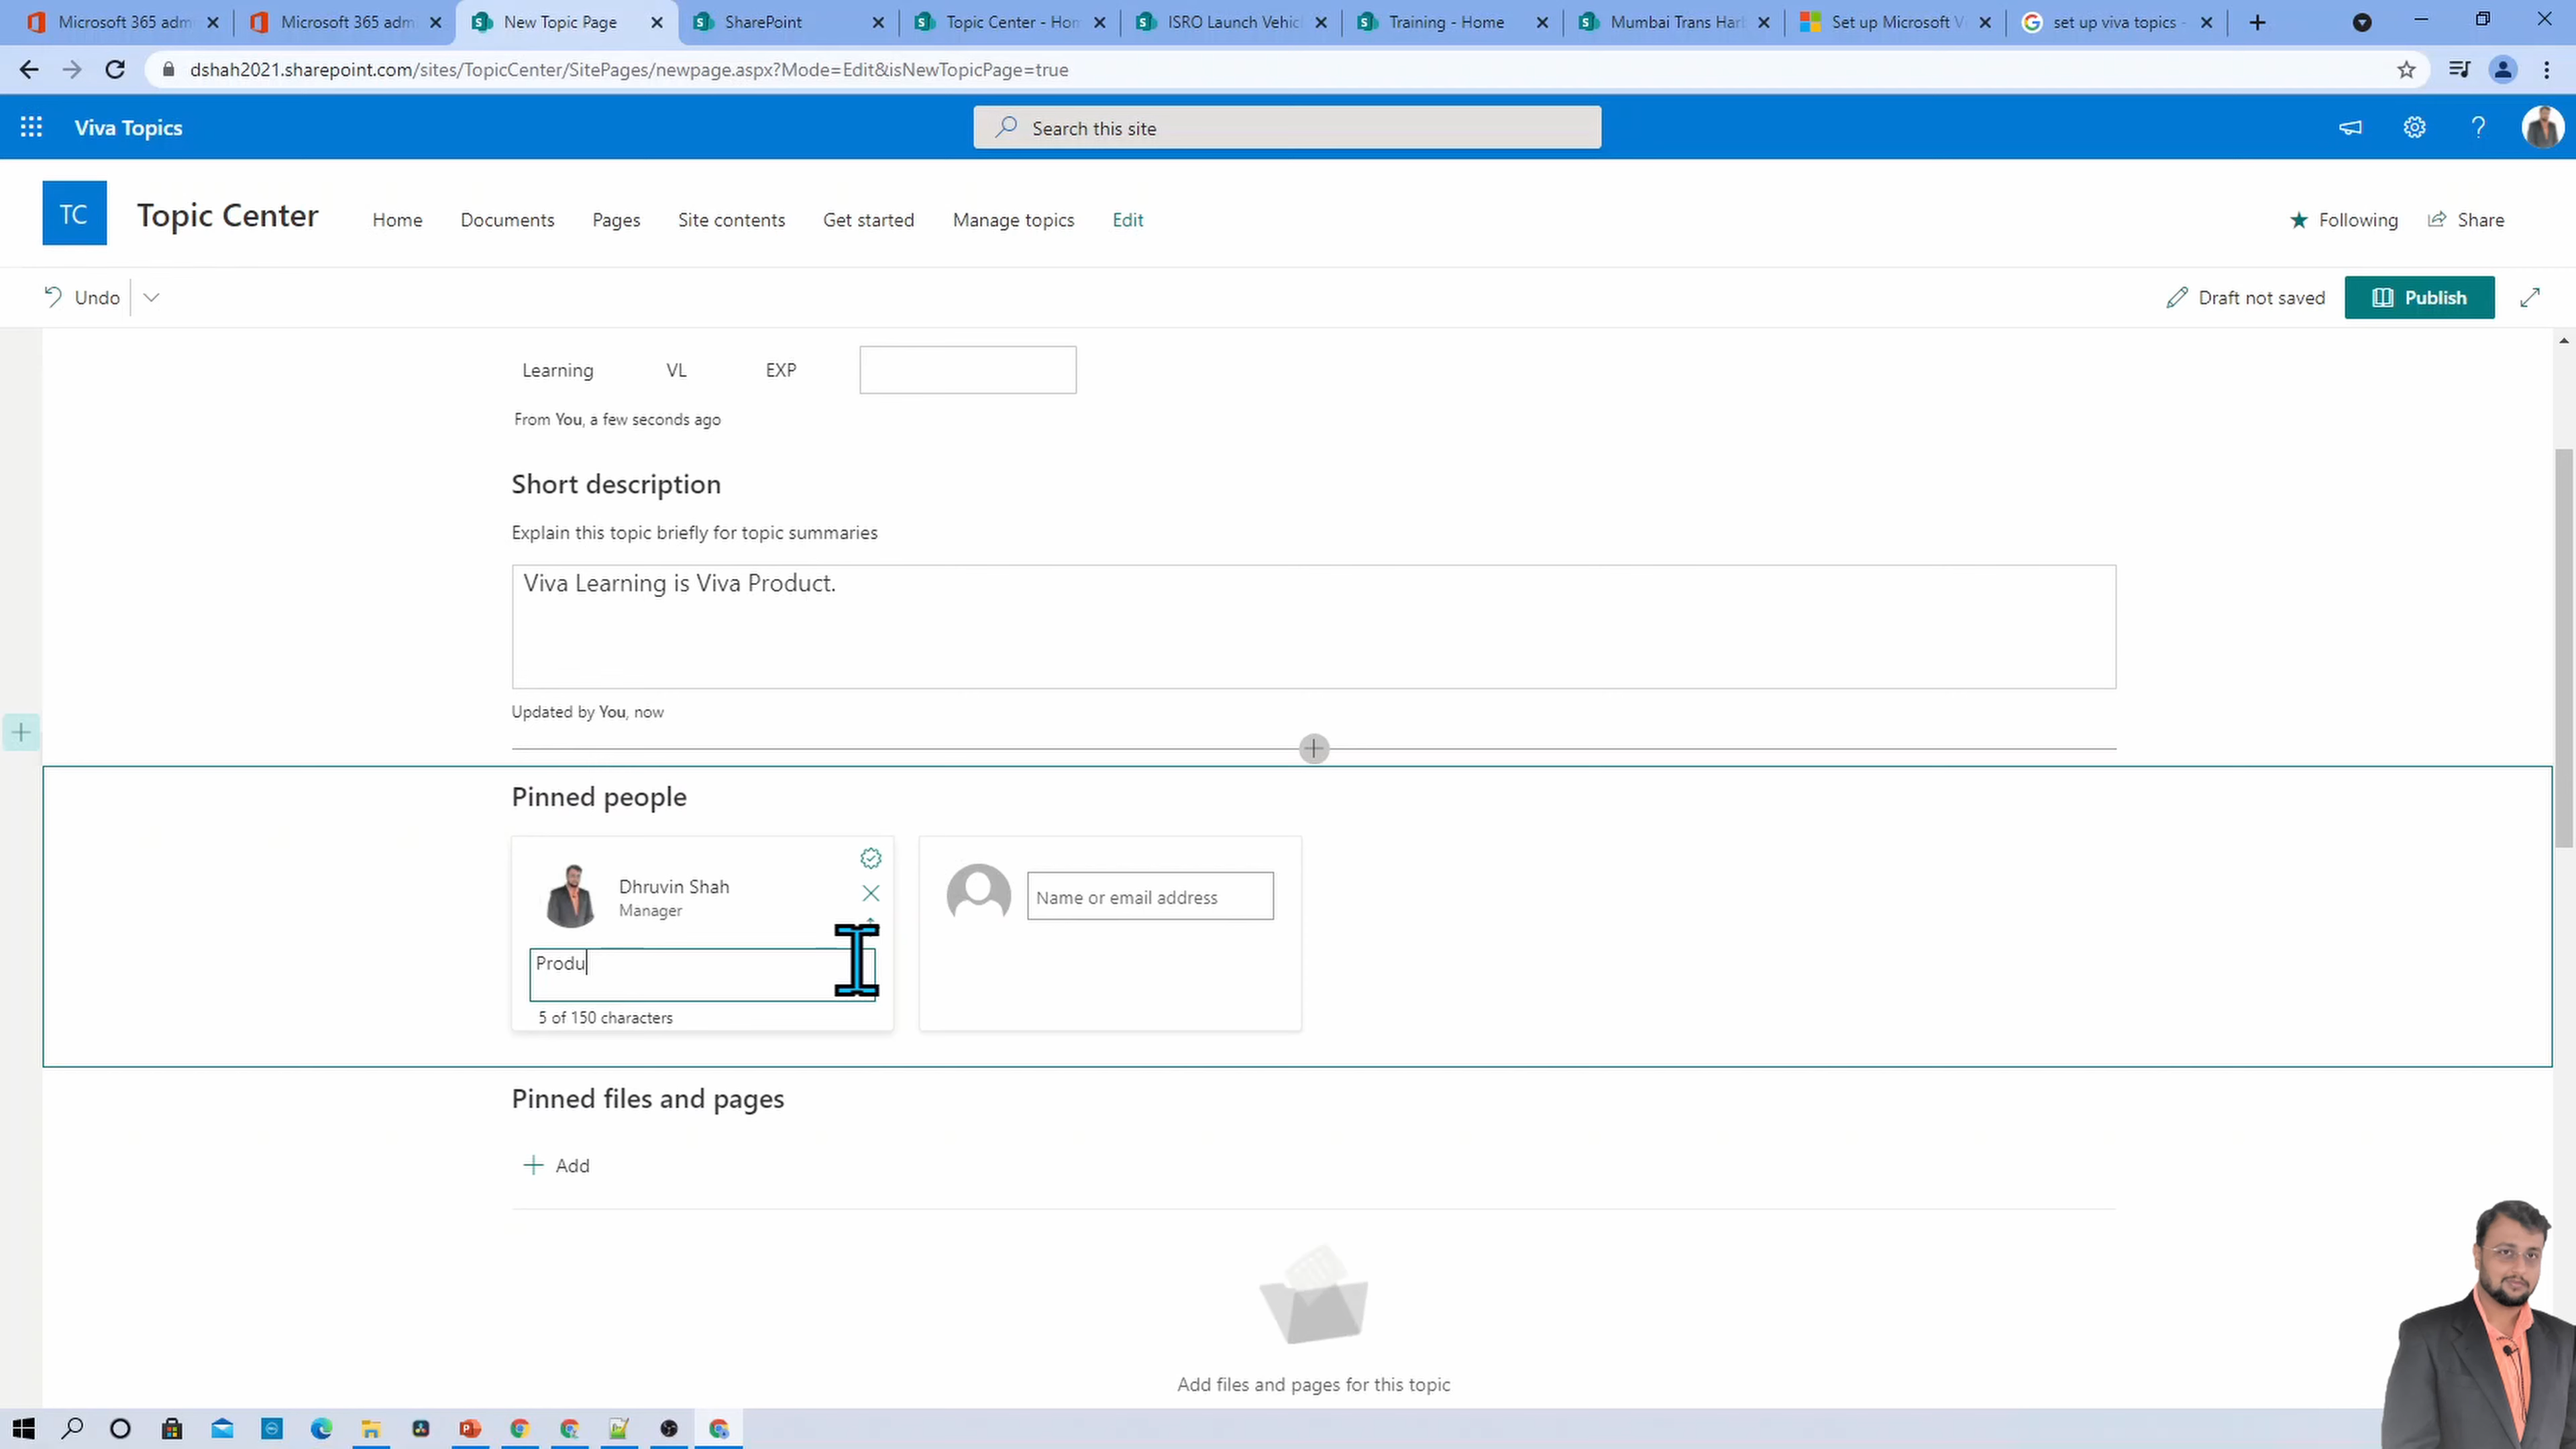 Microsoft 365 adm
Microsoft 365 adm
New Topic Page
SharePoint
Topic Center - Hom
ISRO Launch Vehic
Training - Home
Mumbai Trans Har
Set up Microsoft V
set up viva topics -
dshah2021.sharepoint.com/sites/TopicCenter/SitePages/newpage.aspx?Mode=Edit&isNewTopicPage=true
Viva Topics
Search this site
TC
Topic Center
Home
Documents
Pages
Site contents
Get started
Manage topics
Edit
Following
Share
Undo
Draft not saved
Publish
Learning
VL
EXP
From You, a few seconds ago
Short description
Explain this topic briefly for topic summaries
Viva Learning is Viva Product.
Updated by You, now
Pinned people
Dhruvin Shah
Manager
Name or email address
Produ
5 of 150 characters
Pinned files and pages
Add
Add files and pages for this topic